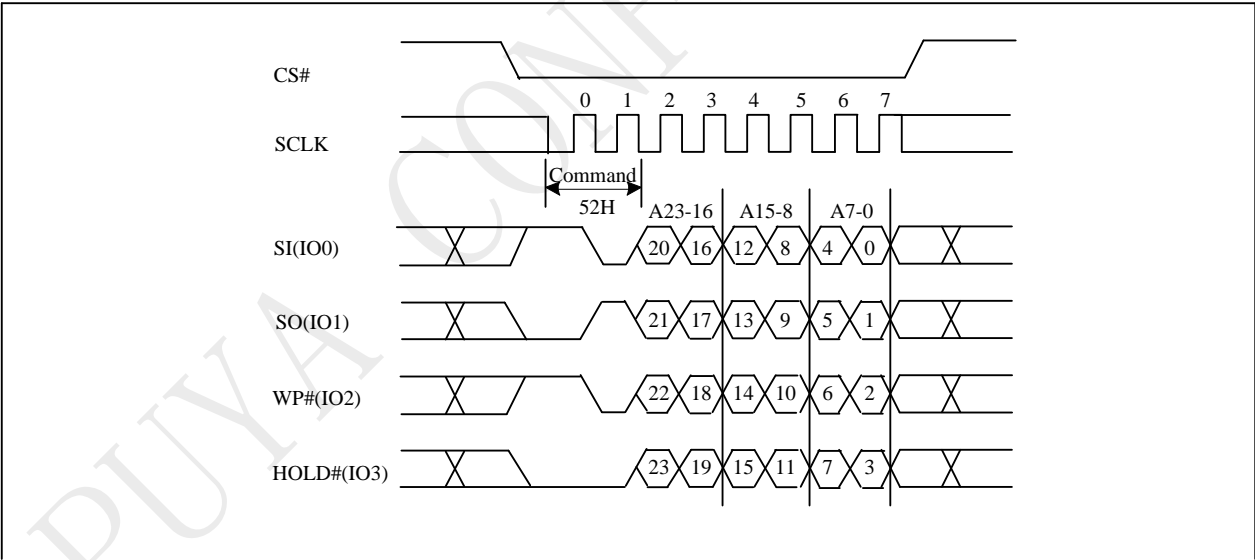 CS#
0 1 2 3 4 5 6 7
SCLK
Command
52H
A23-16 A15-8 A7-0
SI(IO0) 20 16 12 8 4 0
SO(IO1) 21 17 13 9 5 1
WP#(IO2) 22 18 14 10 6 2
HOLD#(IO3) 23 19 15 11 7 3
PUYA